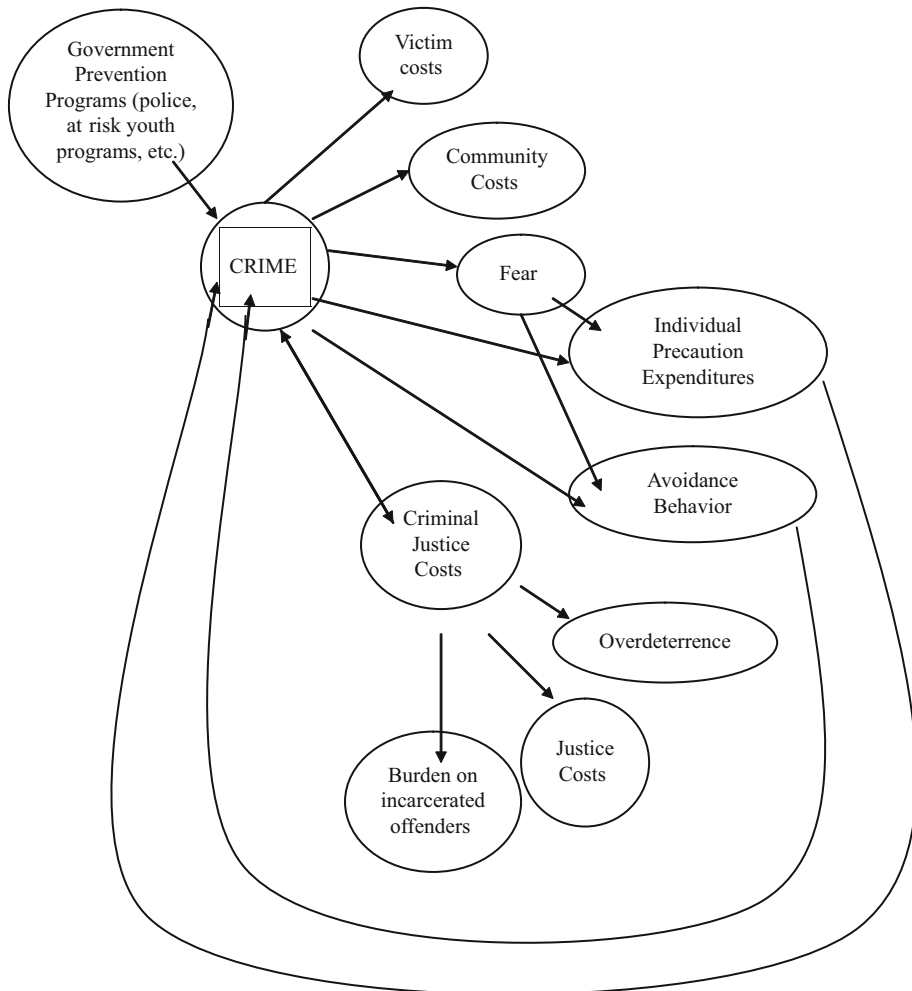 Government
Prevention
Programs (police,
at risk youth
programs, etc.)
Victim
costs
Community
Costs
CRIME
Fear
Individual
Precaution
Expenditures
Avoidance
Behavior
Criminal
Justice
Costs
Overdeterrence
Justice
Costs
Burden on
incarcerated
offenders